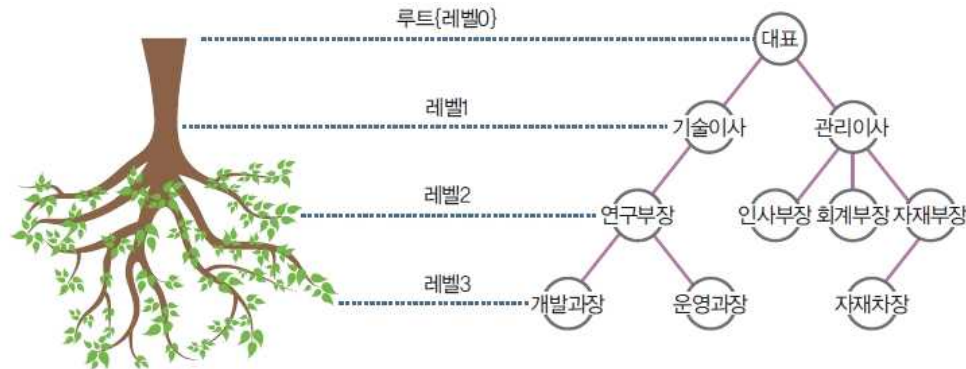 루트{레벨0}
대표
레벨1
기술이사
관리이사
레벨2
연구부장
인사부장
회계부장
자재부장
레벨3
개발과장
운영과장
자재차장